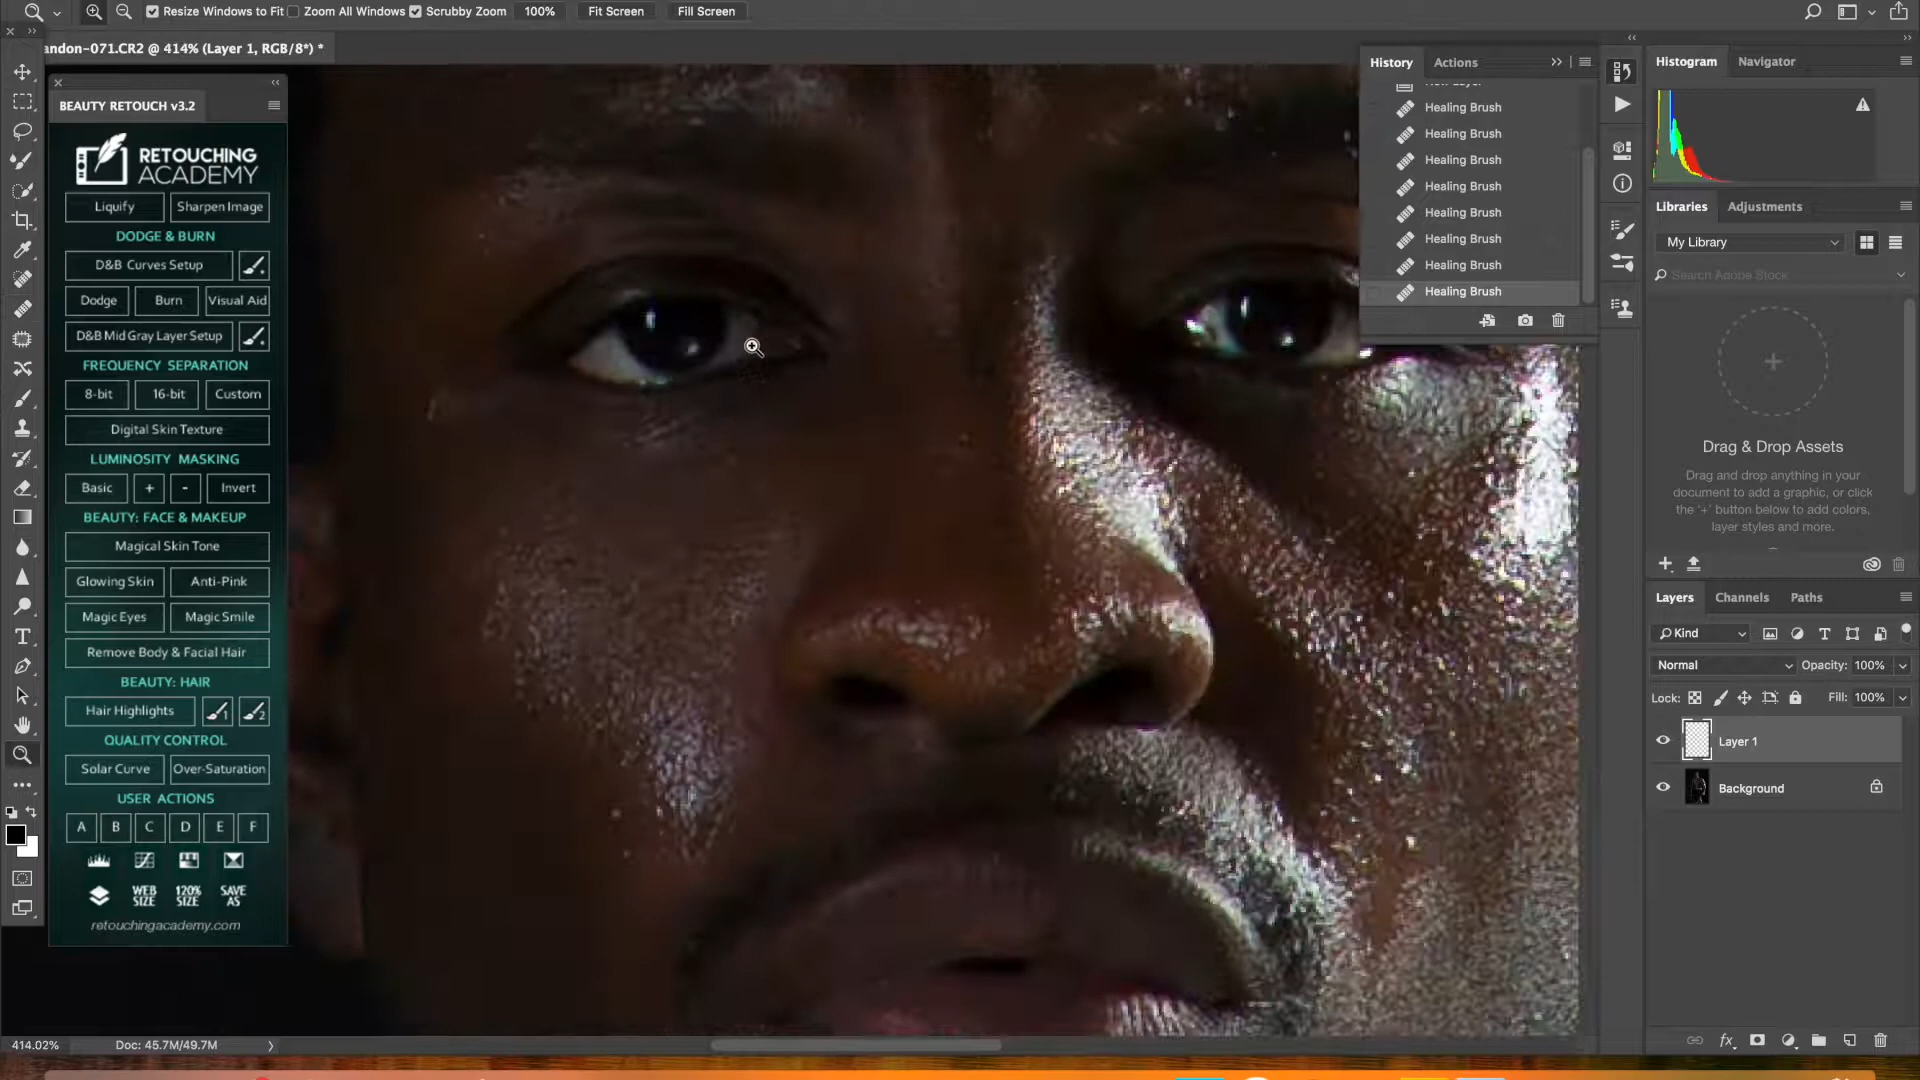 Resize Windows to Fit Zoom All Windows Scrubby Zoom 100% Fit Screen Fill Screen
andon-071.CR2 @ 414% (Layer 1, RGB/8*) *
BEAUTY RETOUCH v3.2
RETOUCHING
ACADEMY
Liquify Sharpen Image
DODGE & BURN
D&B Curves Setup
Dodge Burn Visual Aid
D&B Mid Gray Layer Setup
FREQUENCY SEPARATION
8-bit 16-bit Custom
Digital Skin Texture
LUMINOSITY MASKING
Basic + - Invert
BEAUTY: FACE & MAKEUP
Magical Skin Tone
Glowing Skin Anti-Pink
Magic Eyes Magic Smile
Remove Body & Facial Hair
BEAUTY: HAIR
Hair Highlights 1 2
QUALITY CONTROL
Solar Curve Over-Saturation
USER ACTIONS
A B C D E F
WEB SIZE 120% SIZE SAVE AS
retouchingacademy.com
414.02% Doc: 45.7M/49.7M
History Actions
New Layer
Healing Brush
Healing Brush
Healing Brush
Healing Brush
Healing Brush
Healing Brush
Healing Brush
Healing Brush
Histogram Navigator
Libraries Adjustments
My Library
Search Adobe Stock
Drag & Drop Assets
Drag and drop anything in your
document to add a graphic, or click
the '+' button below to add colors,
layer styles and more.
Layers Channels Paths
Kind
Normal Opacity: 100%
Lock: Fill: 100%
Layer 1
Background
fx